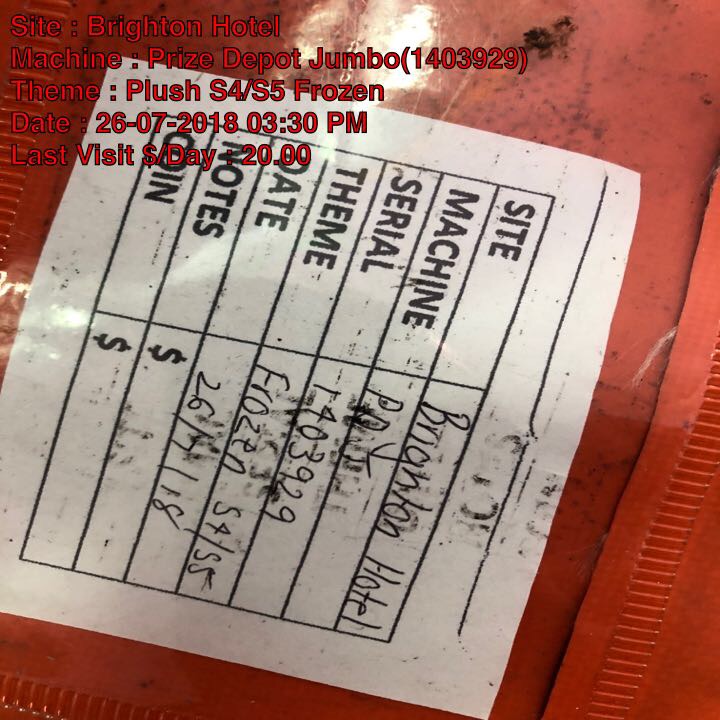 Site : Brighton Hotel
Machine : Prize Depot Jumbo(1403929)
Theme : Plush S4/S5 Frozen
Date : 26-07-2018 03:30 PM
Last Visit $/Day : 20.00
SITE Brighton Hotel
MACHINE PDJ
SERIAL 1403929
THEME Frozen S4/S5
DATE 26/7/18
NOTES $
COIN $